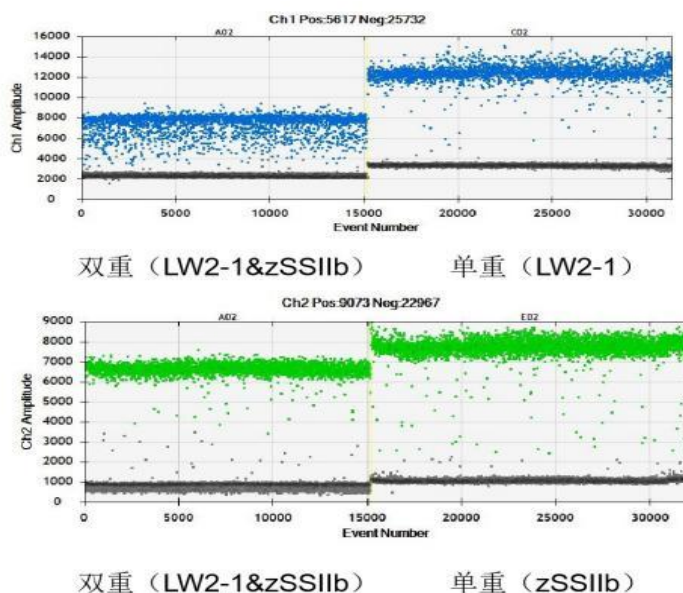 Ch1 Pos:5617 Neg:25732
A02 C02
16000
14000
12000
10000
8000
6000
4000
2000
0
Ch1 Amplitude
0 5000 10000 15000 20000 25000 30000
Event Number
双重（LW2-1&zSSIIb） 单重（LW2-1）
Ch2 Pos:9073 Neg:22967
A02 E02
9000
8000
7000
6000
5000
4000
3000
2000
1000
0
Ch2 Amplitude
0 5000 10000 15000 20000 25000 30000
Event Number
双重（LW2-1&zSSIIb） 单重（zSSIIb）